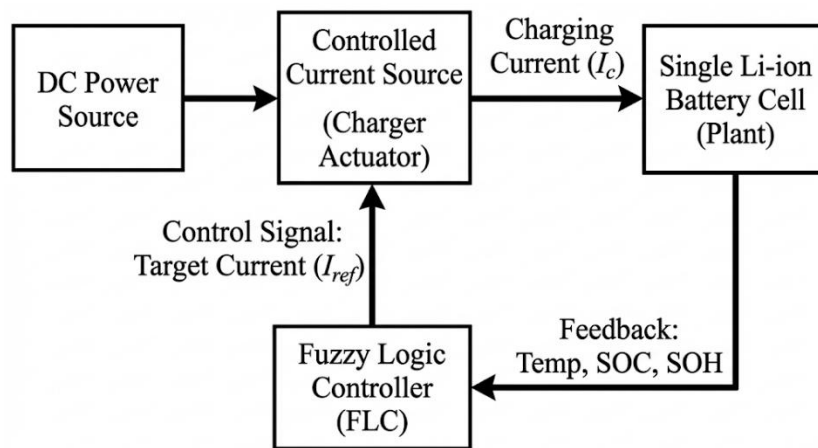 DC Power
Source
Controlled
Current Source
(Charger
Actuator)
Charging
Current (I_c)
Single Li-ion
Battery Cell
(Plant)
Control Signal:
Target Current (I_ref)
Fuzzy Logic
Controller
(FLC)
Feedback:
Temp, SOC, SOH